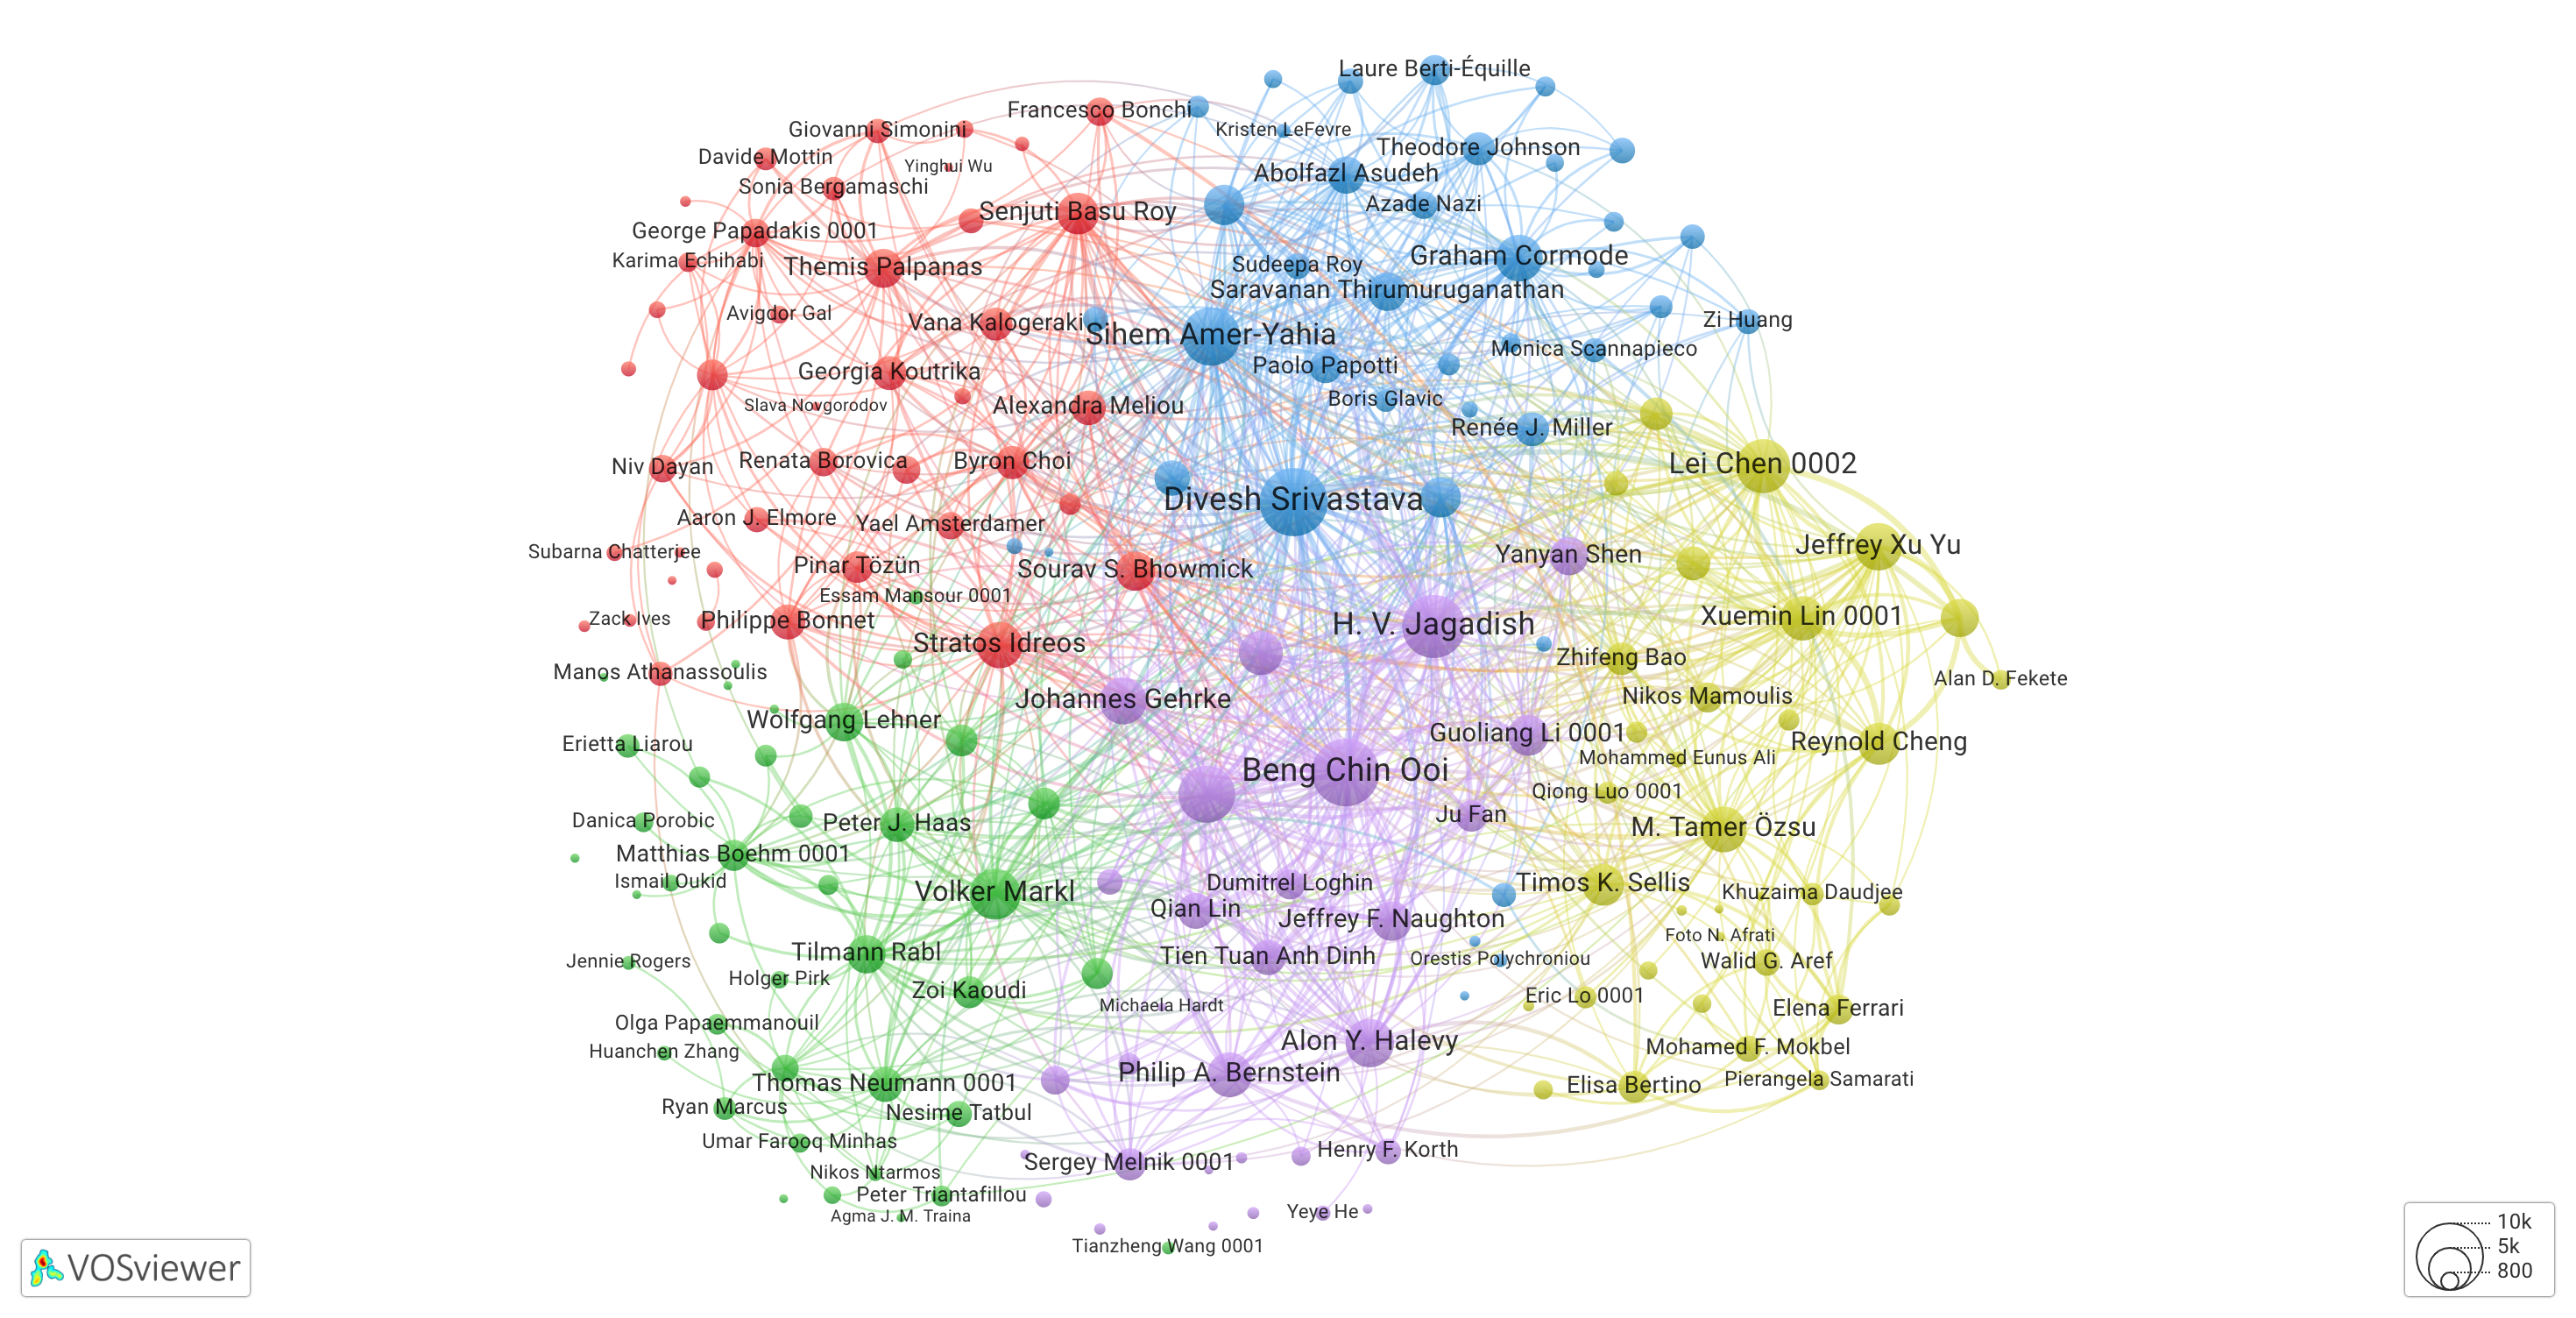 Laure Berti-Équille
Francesco Bonchi
Giovanni Simonini
Kristen LeFevre
Theodore Johnson
Davide Mottin
Yinghui Wu
Abolfazl Asudeh
Sonia Bergamaschi
Azade Nazi
Senjuti Basu Roy
George Papadakis 0001
Graham Cormode
Karima Echihabi
Themis Palpanas
Sudeepa Roy
Saravanan Thirumuruganathan
Avigdor Gal
Vana Kalogeraki
Zi Huang
Sihem Amer-Yahia
Monica Scannapieco
Georgia Koutrika
Paolo Papotti
Slava Novgorodov
Alexandra Meliou
Boris Glavic
Renée J. Miller
Niv Dayan
Renata Borovica
Byron Choi
Lei Chen 0002
Divesh Srivastava
Aaron J. Elmore
Yael Amsterdamer
Subarna Chatterjee
Yanyan Shen
Jeffrey Xu Yu
Pinar Tözün
Sourav S. Bhowmick
Essam Mansour 0001
Zack Ives
Philippe Bonnet
H. V. Jagadish
Xuemin Lin 0001
Stratos Idreos
Zhifeng Bao
Manos Athanassoulis
Alan D. Fekete
Johannes Gehrke
Nikos Mamoulis
Wolfgang Lehner
Guoliang Li 0001
Erietta Liarou
Reynold Cheng
Mohammed Eunus Ali
Beng Chin Ooi
Qiong Luo 0001
Danica Porobic
Peter J. Haas
Ju Fan
M. Tamer Özsu
Matthias Boehm 0001
Ismail Oukid
Volker Markl
Dumitrel Loghin
Timos K. Sellis
Khuzaima Daudjee
Qian Lin
Jeffrey F. Naughton
Foto N. Afrati
Tilmann Rabl
Tien Tuan Anh Dinh
Orestis Polychroniou
Walid G. Aref
Jennie Rogers
Holger Pirk
Zoi Kaoudi
Michaela Hardt
Eric Lo 0001
Elena Ferrari
Olga Papaemmanouil
Alon Y. Halevy
Huanchen Zhang
Mohamed F. Mokbel
Philip A. Bernstein
Thomas Neumann 0001
Elisa Bertino
Pierangela Samarati
Ryan Marcus
Nesime Tatbul
Umar Farooq Minhas
Henry F. Korth
Sergey Melnik 0001
Nikos Ntarmos
Peter Triantafillou
Agma J. M. Traina
Yeye He
Tianzheng Wang 0001
VOSviewer
10k
5k
800